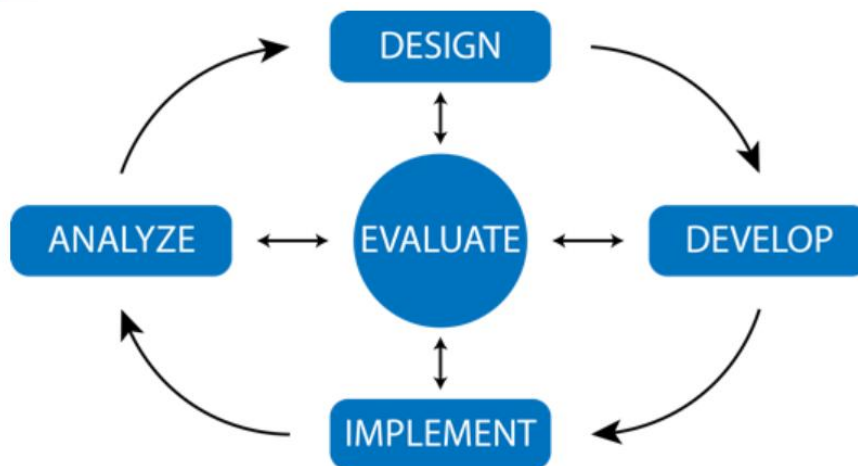 DESIGN
ANALYZE
EVALUATE
DEVELOP
IMPLEMENT